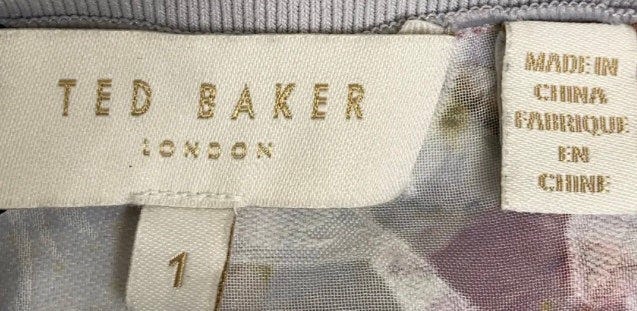 TED BAKER
LONDON
1
MADE IN
CHINA
FABRIQUE
EN
CHINE